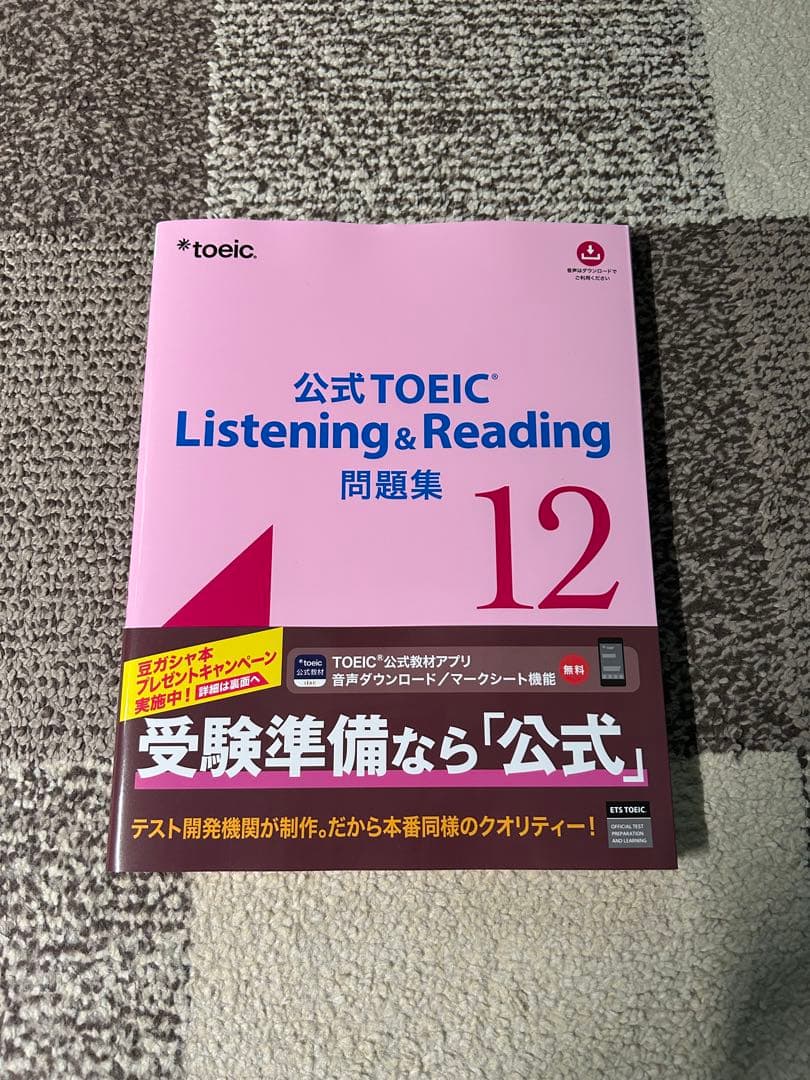 *toeic®
音声はダウンロードで
ご利用ください
公式 TOEIC®
Listening & Reading
問題集
12
豆ガシャ本
プレゼントキャンペーン
実施中! 詳細は裏面へ
*toeic
公式教材
TOEIC®公式教材アプリ
音声ダウンロード/マークシート機能
無料
受験準備なら「公式」
テスト開発機関が制作。だから本番同様のクオリティー!
ETS TOEIC
OFFICIAL TEST
PREPARATION
AND LEARNING